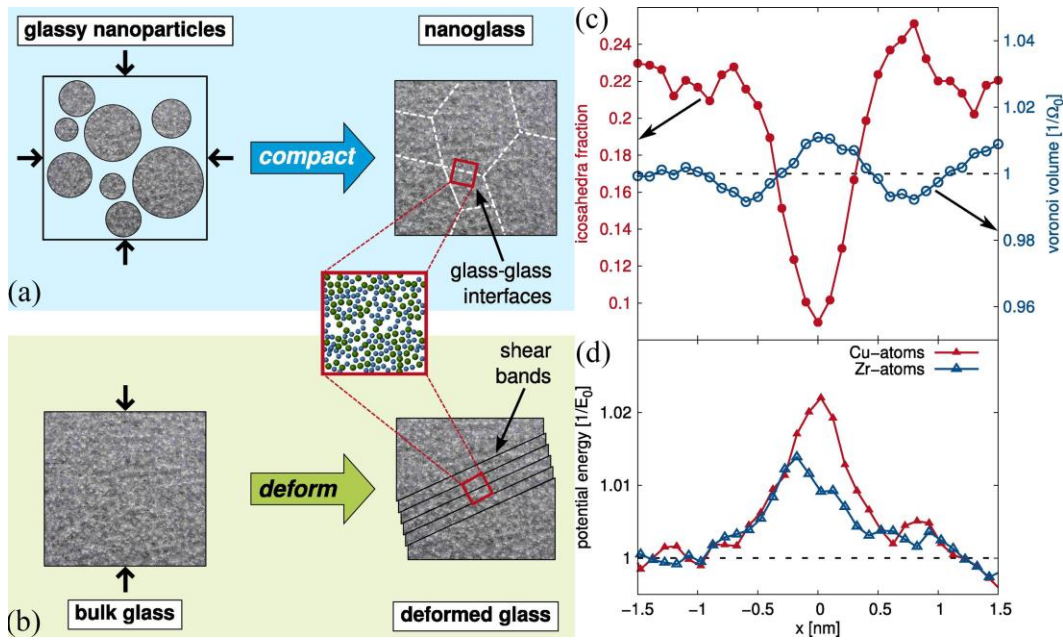 glassy nanoparticles
nanoglass
compact
glass-glass
interfaces
(a)
shear
bands
deform
bulk glass
deformed glass
(b)
(c)
icosahedra fraction
0.24
0.22
0.2
0.18
0.16
0.14
0.12
0.1
voronoi volume [1/Ω₀]
1.04
1.02
1
0.98
0.96
(d)
Cu-atoms
Zr-atoms
potential energy [1/E₀]
1.02
1.01
1
−1.5
−1
−0.5
0
0.5
1
1.5
x [nm]